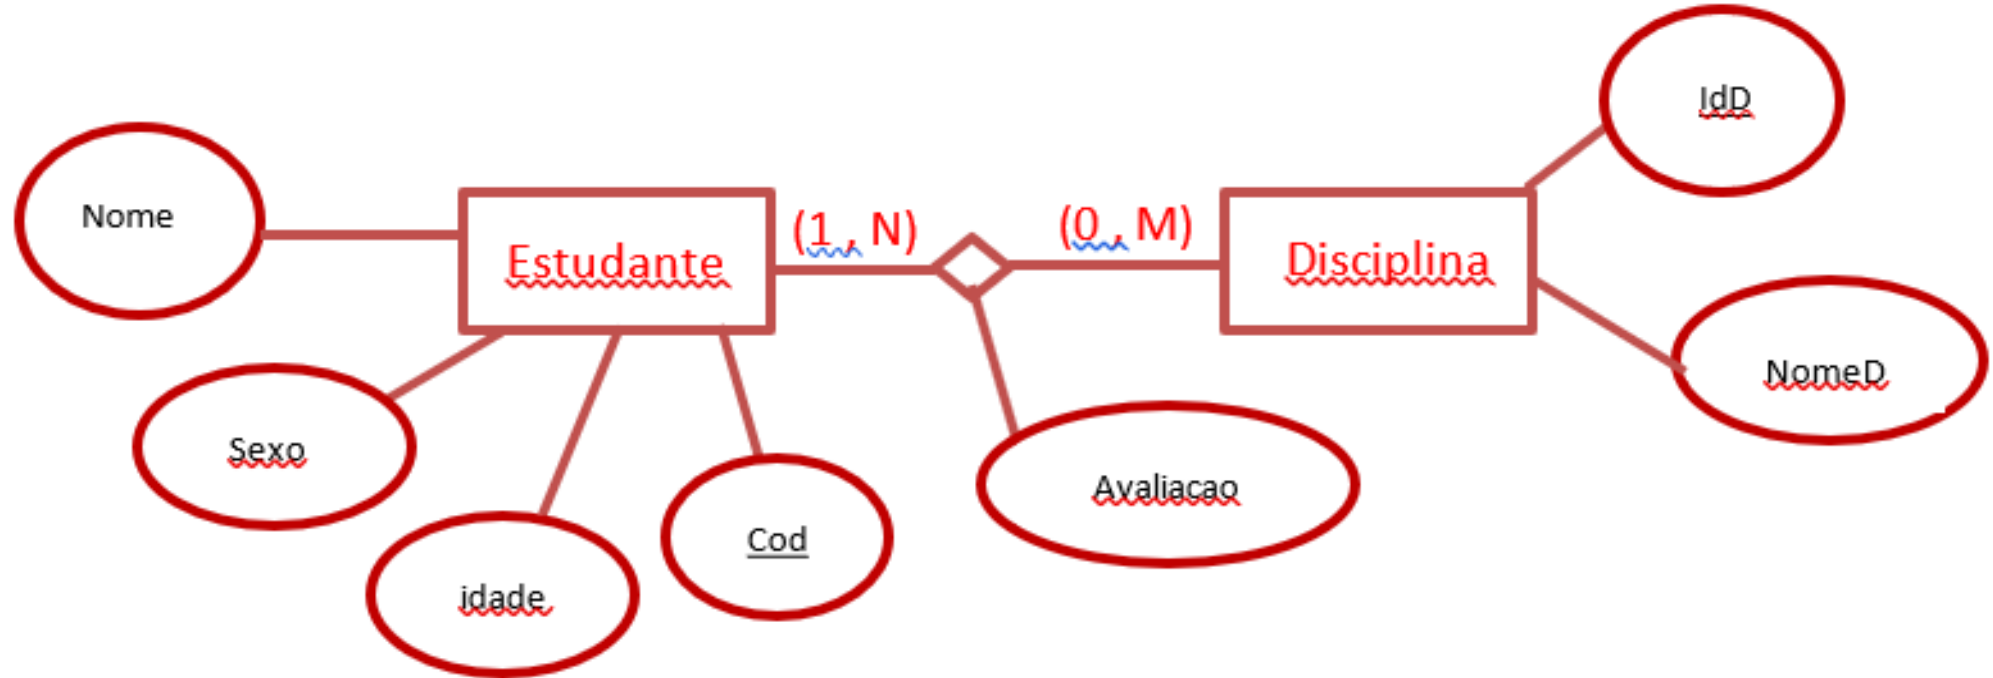 IdD
Nome
Estudante
(1 , N)
(0 , M)
Disciplina
NomeD
Sexo
Avaliacao
Cod
idade